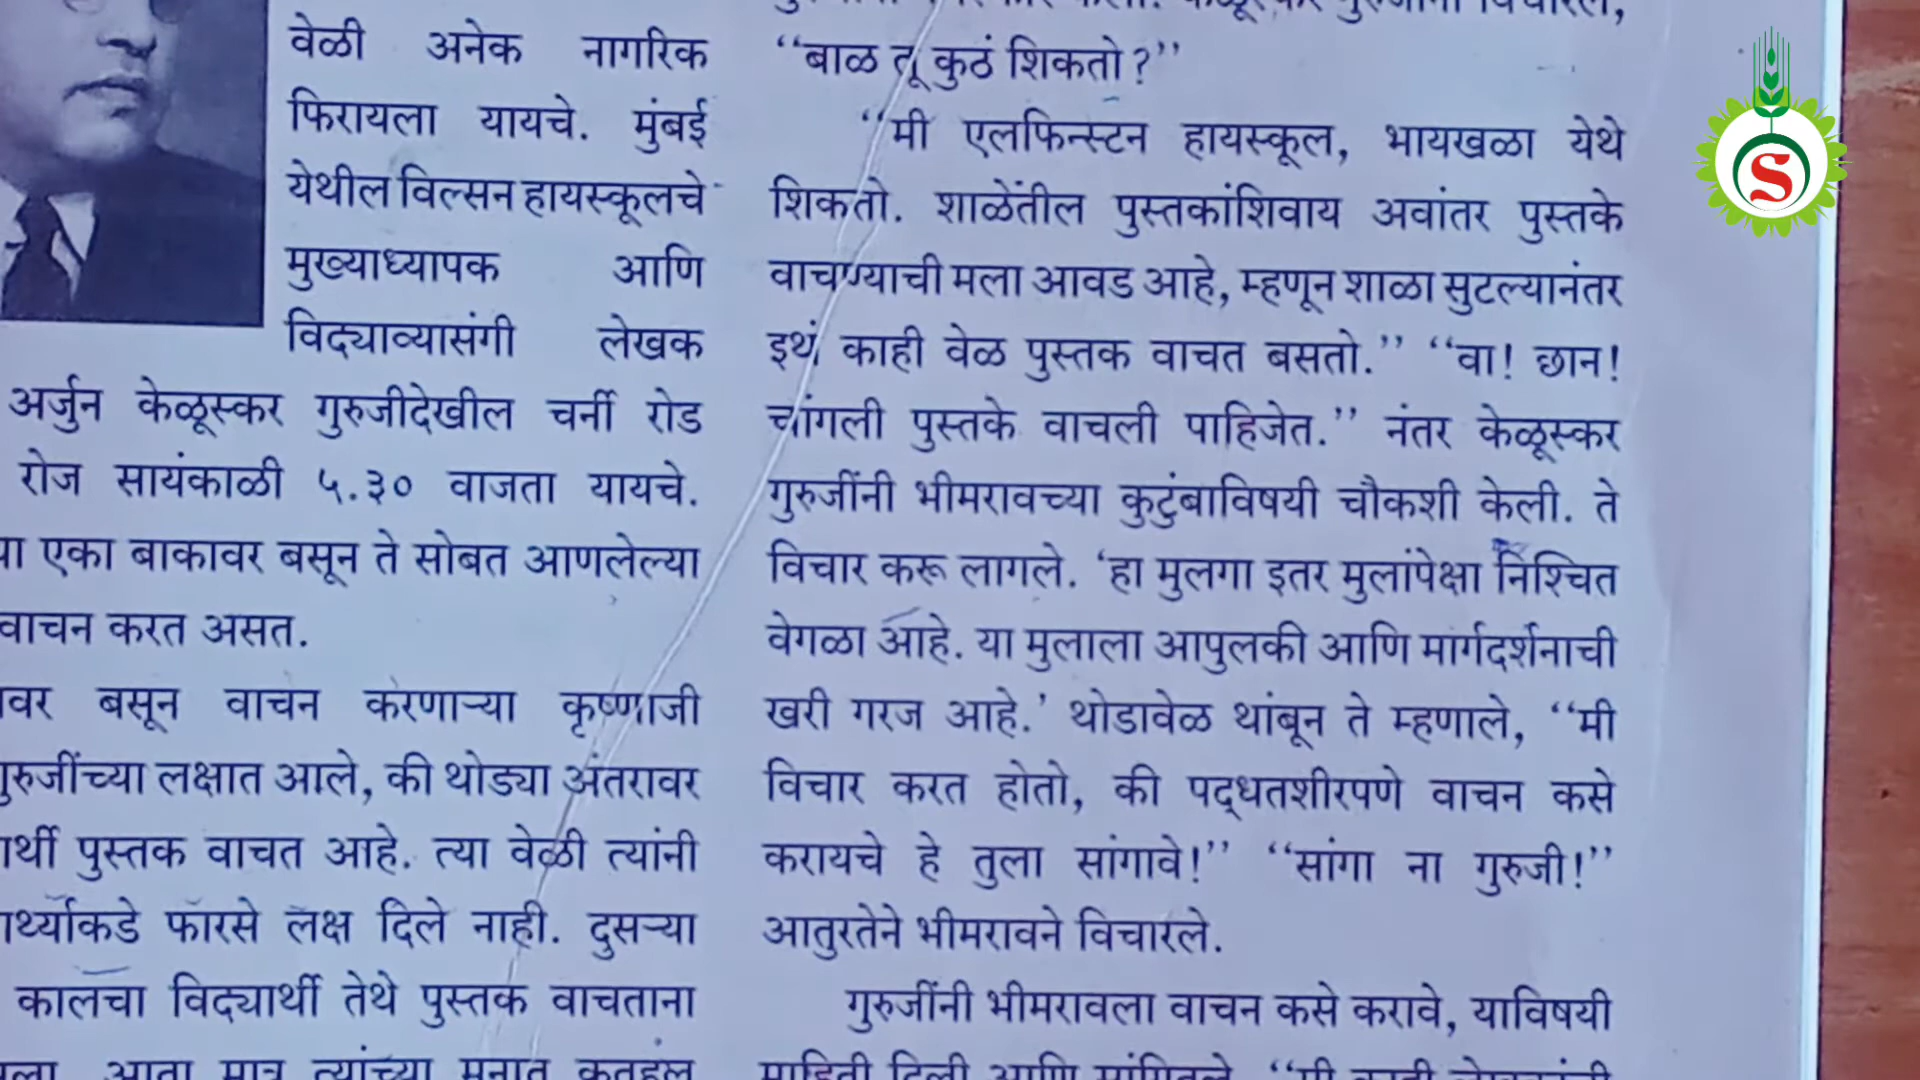 वेळी अनेक नागरिक
फिरायला यायचे. मुंबई
येथील विल्सन हायस्कूलचे
मुख्याध्यापक आणि
विद्याव्यासंगी लेखक
अर्जुन केळूस्कर गुरुजीदेखील चर्नी रोड
रोज सायंकाळी ५.३० वाजता यायचे.
एका बाकावर बसून ते सोबत आणलेल्या
वाचन करत असत.
बसून वाचन करणाऱ्या कृष्णाजी
गुरुजींच्या लक्षात आले, की थोड्या अंतरावर
पुस्तक वाचत आहे. त्या वेळी त्यांनी
फारसे लक्ष दिले नाही. दुसऱ्या
कालचा विद्यार्थी तेथे पुस्तक वाचताना
आता मात्र त्यांच्या मनात
‘‘बाळ तू कुठं शिकतो?’’
‘‘मी एलफिन्स्टन हायस्कूल, भायखळा येथे
शिकतो. शाळेंतील पुस्तकांशिवाय अवांतर पुस्तके
वाचण्याची मला आवड आहे, म्हणून शाळा सुटल्यानंतर
इथं काही वेळ पुस्तक वाचत बसतो.’’ ‘‘वा! छान!
चांगली पुस्तके वाचली पाहिजेत.’’ नंतर केळूस्कर
गुरुजींनी भीमरावच्या कुटुंबाविषयी चौकशी केली. ते
विचार करू लागले. ‘हा मुलगा इतर मुलांपेक्षा निश्चित
वेगळा आहे. या मुलाला आपुलकी आणि मार्गदर्शनाची
खरी गरज आहे.’ थोडावेळ थांबून ते म्हणाले, ‘‘मी
विचार करत होतो, की पद्धतशीरपणे वाचन कसे
करायचे हे तुला सांगावे!’’ ‘‘सांगा ना गुरुजी!’’
आतुरतेने भीमरावने विचारले.
गुरुजींनी भीमरावला वाचन कसे करावे, याविषयी
S